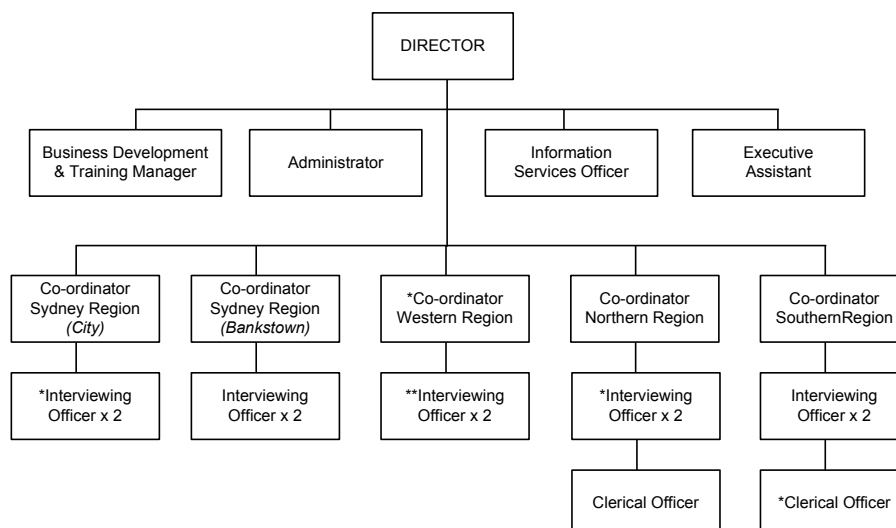 DIRECTOR
Business Development
& Training Manager
Administrator
Information
Services Officer
Executive
Assistant
Co-ordinator
Sydney Region
(City)
Co-ordinator
Sydney Region
(Bankstown)
*Co-ordinator
Western Region
Co-ordinator
Northern Region
Co-ordinator
SouthernRegion
*Interviewing
Officer x 2
Interviewing
Officer x 2
**Interviewing
Officer x 2
*Interviewing
Officer x 2
Interviewing
Officer x 2
Clerical Officer
*Clerical Officer